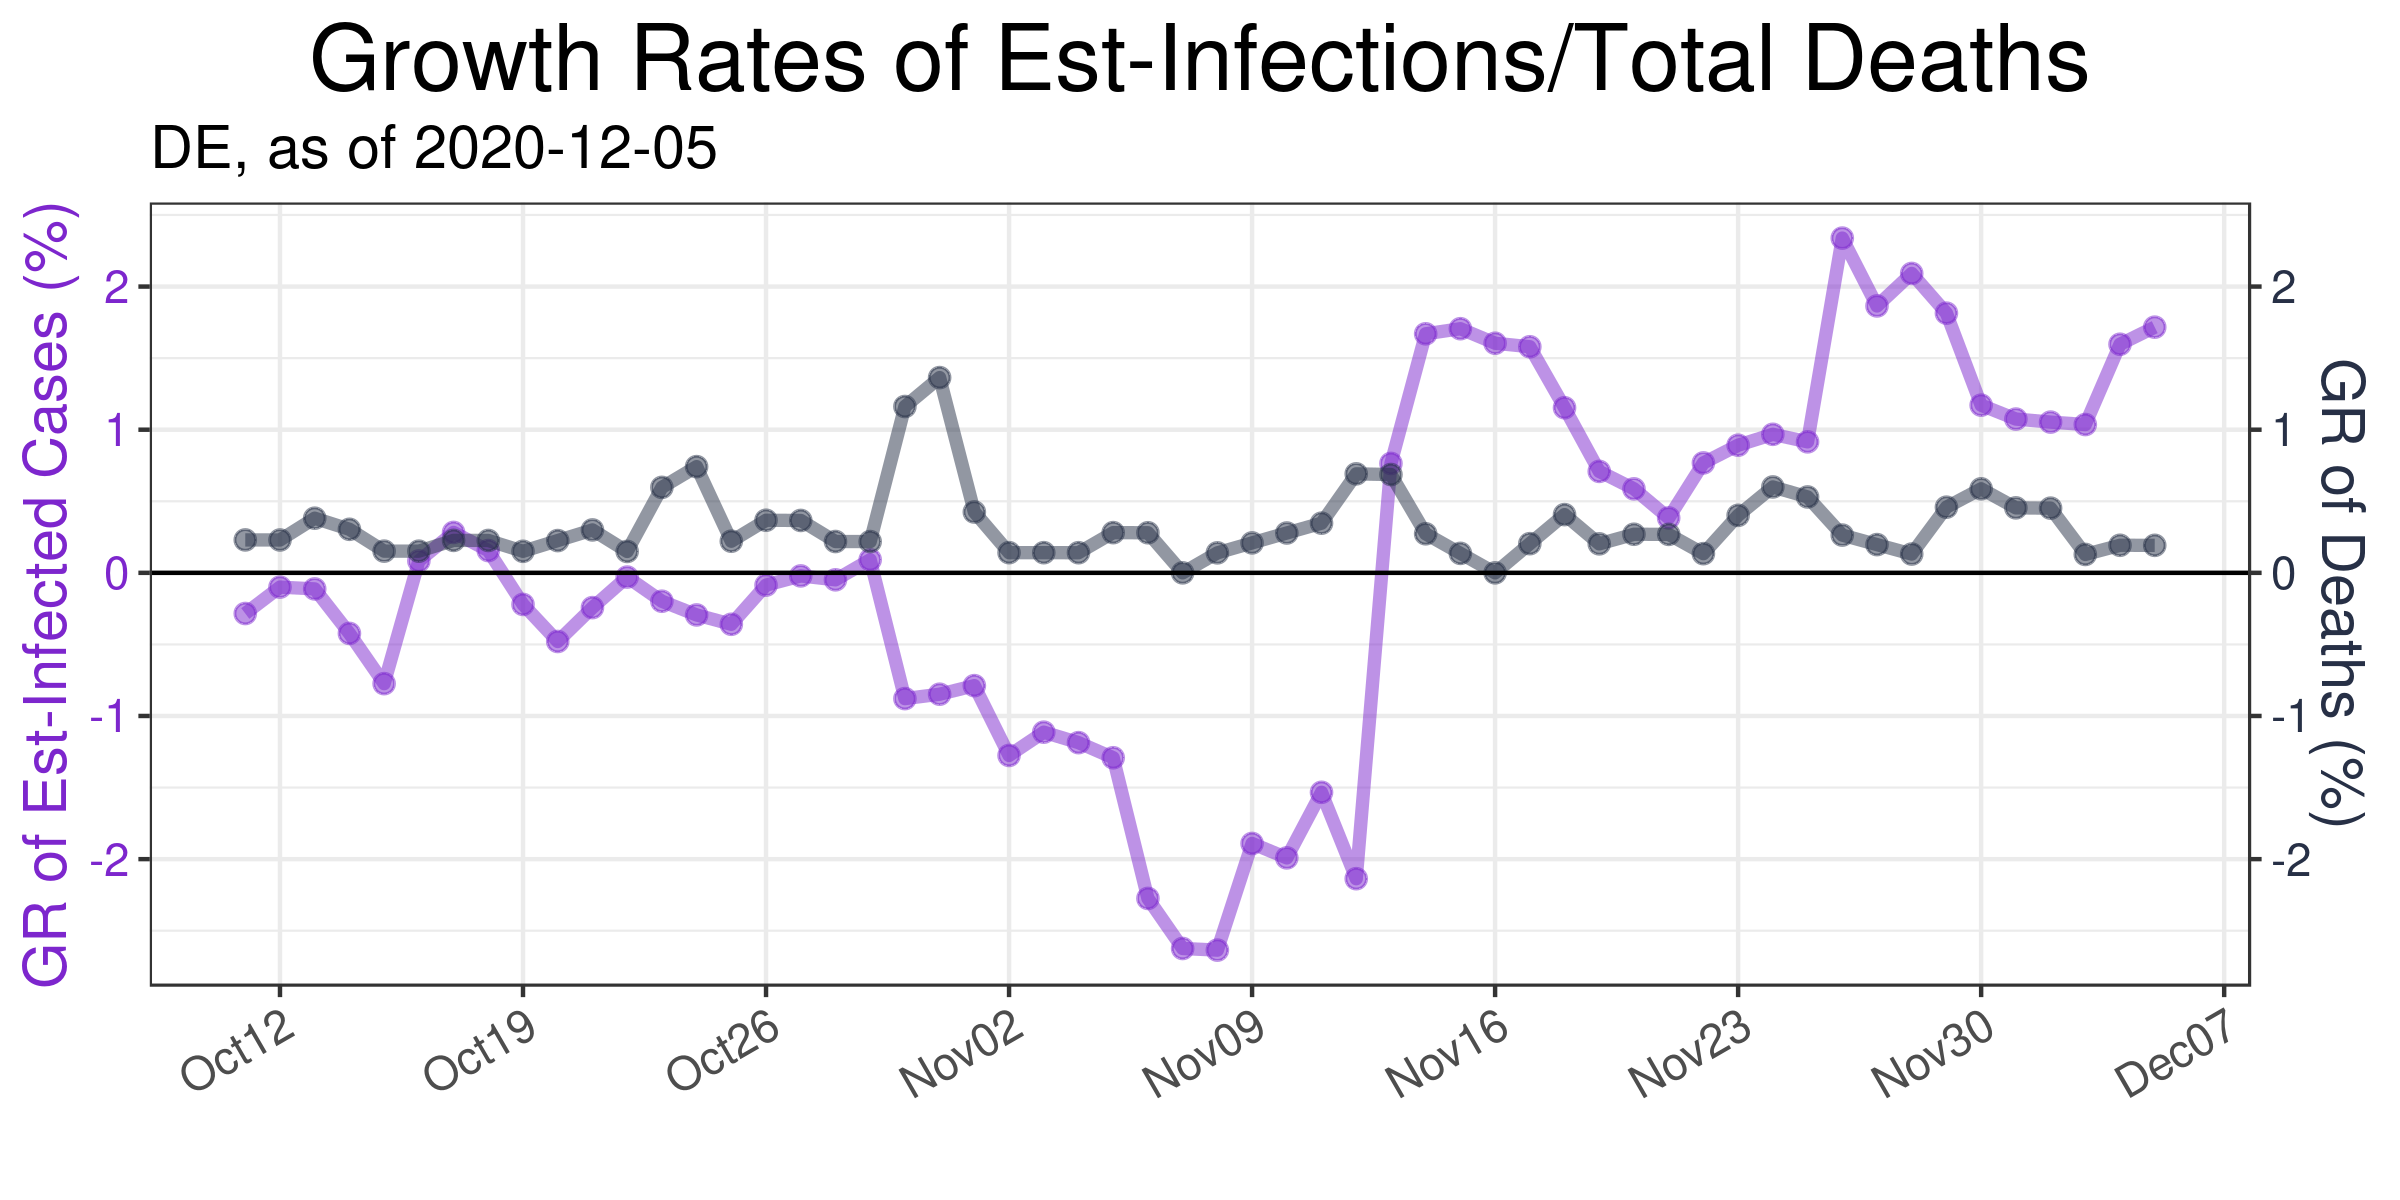 Growth Rates of Est-Infections/Total Deaths
DE, as of 2020-12-05
GR of Est-Infected Cases (%)
2
1
0
-1
-2
2
1
0
-1
-2
GR of Deaths (%)
Oct12
Oct19
Oct26
Nov02
Nov09
Nov16
Nov23
Nov30
Dec07